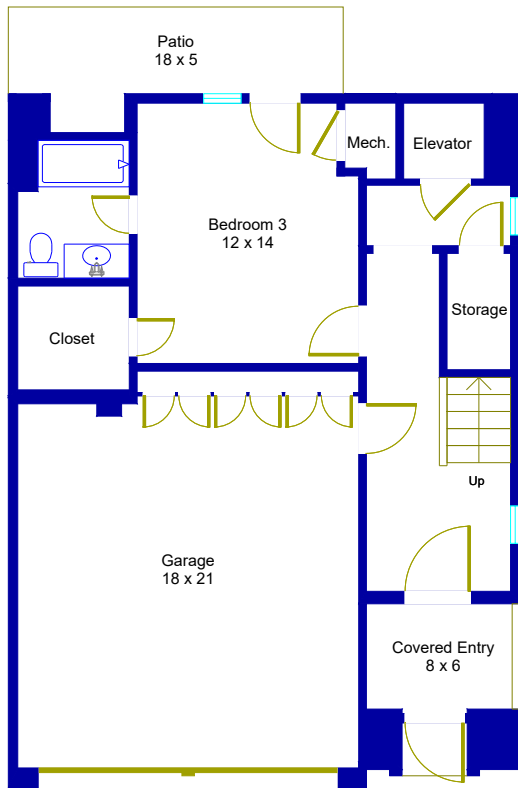 Patio
18 x 5
Mech.
Elevator
Bedroom 3
12 x 14
Storage
Closet
Up
Garage
18 x 21
Covered Entry
8 x 6